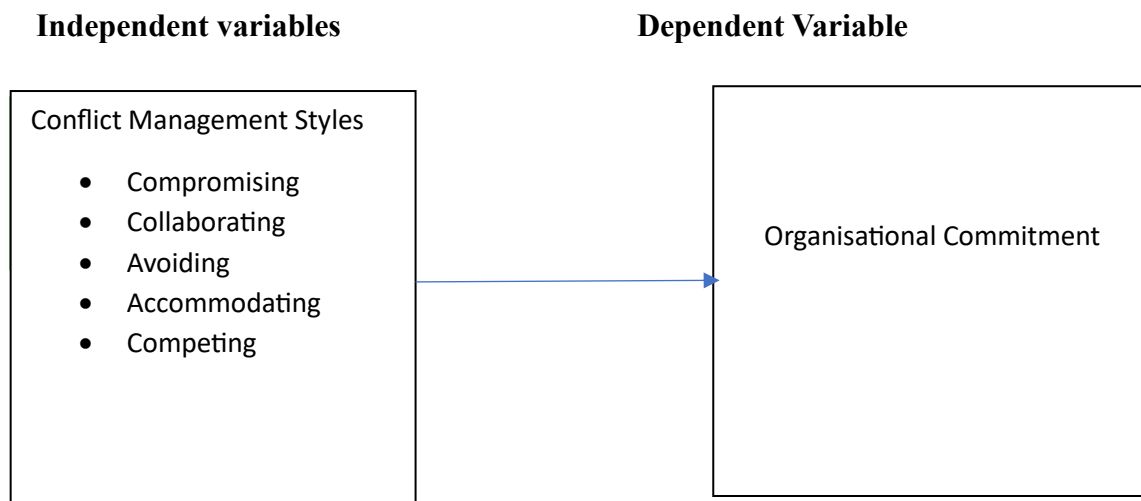 Independent variables
Dependent Variable
Conflict Management Styles
• Compromising
• Collaborating
• Avoiding
• Accommodating
• Competing
Organisational Commitment